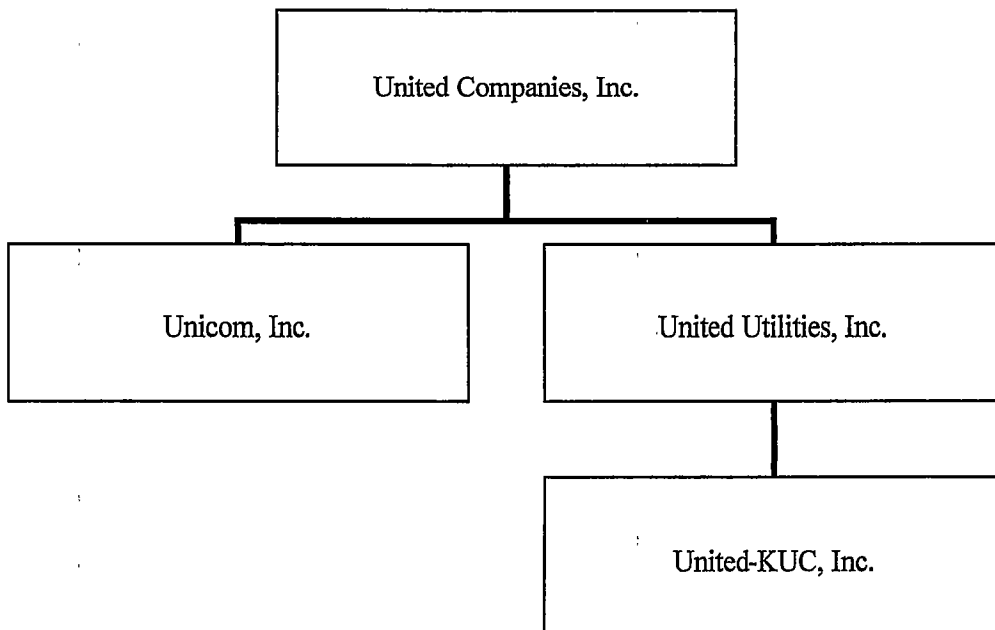 United Companies, Inc.
Unicom, Inc.
United Utilities, Inc.
United-KUC, Inc.